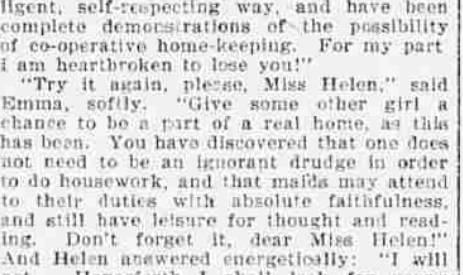 ligent, self-respecting way, and have been
complete demonstrations of the possibility
of co-operative home-keeping. For my part
I am heartbroken to lose you!"
"Try it again, please, Miss Helen," said
Emma, softly. "Give some other girl a
chance to be a part of a real home, as this
has been. You have discovered that one does
not need to be an ignorant drudge in order
to do housework, and that maids may attend
to their duties with absolute faithfulness,
and still have leisure for thought and read-
ing. Don't forget it, dear Miss Helen!"
And Helen answered energetically: "I will